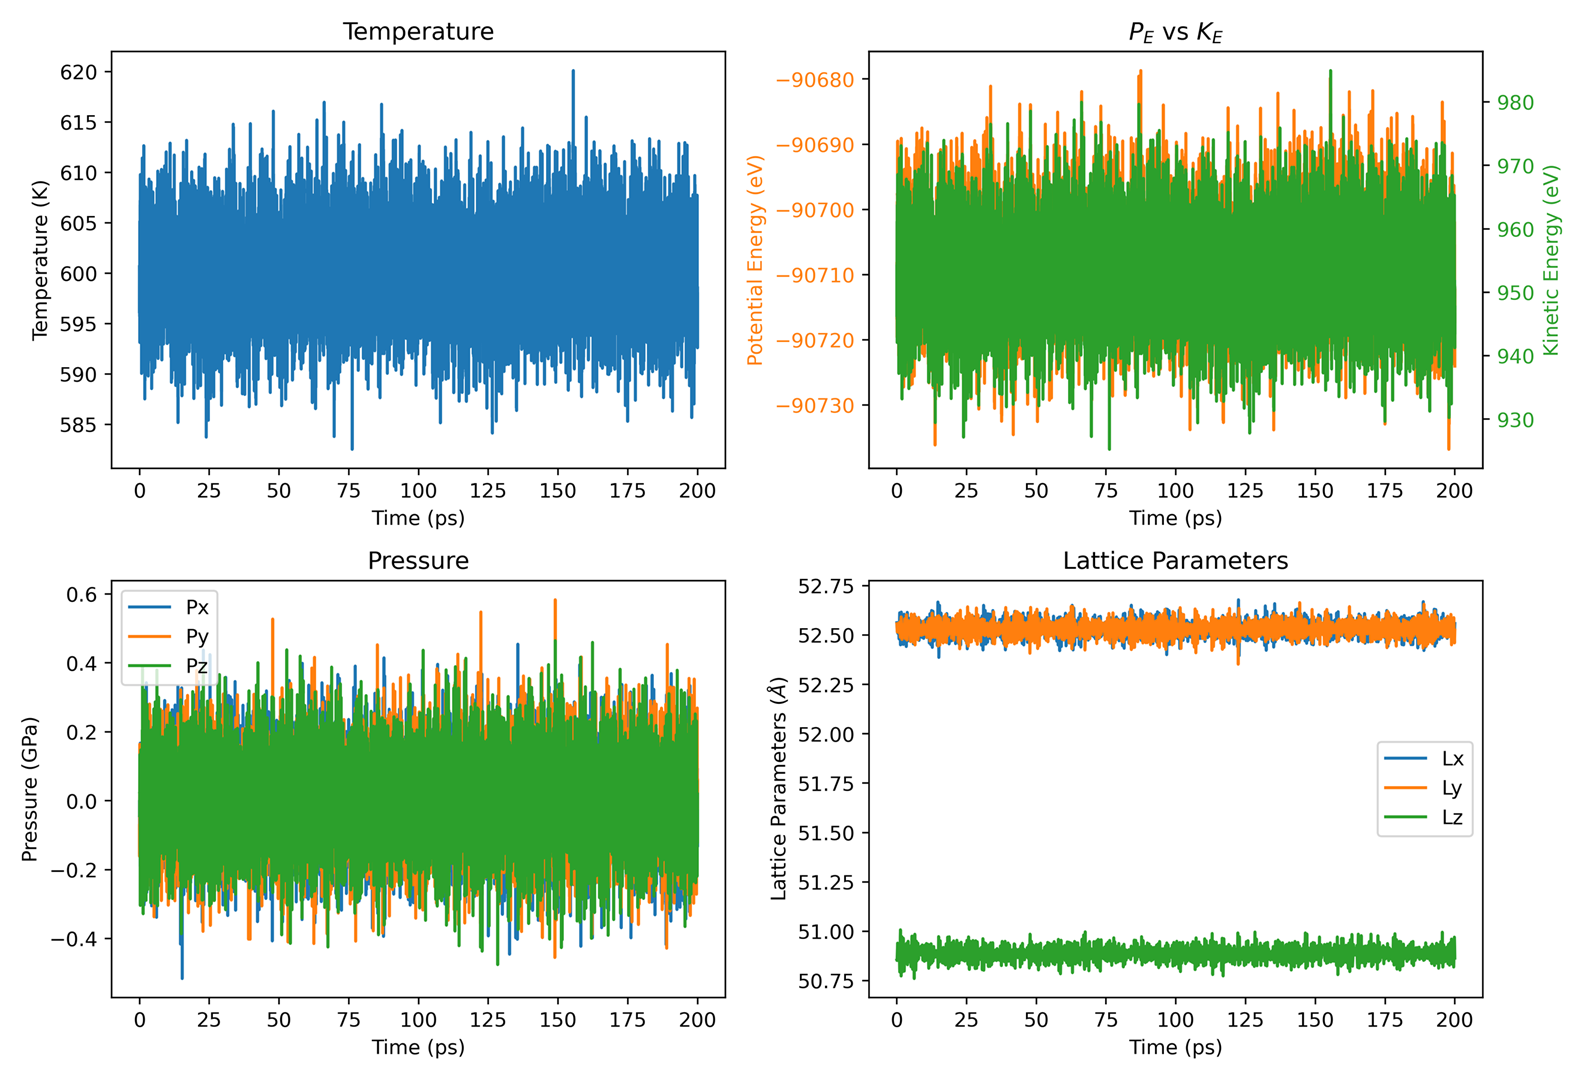 Temperature
Temperature (K)
620
615
610
605
600
595
590
585
0 25 50 75 100 125 150 175 200
Time (ps)
P_E vs K_E
Potential Energy (eV)
−90680
−90690
−90700
−90710
−90720
−90730
Kinetic Energy (eV)
980
970
960
950
940
930
0 25 50 75 100 125 150 175 200
Time (ps)
Pressure
Pressure (GPa)
0.6
0.4
0.2
0.0
−0.2
−0.4
Px
Py
Pz
0 25 50 75 100 125 150 175 200
Time (ps)
Lattice Parameters
Lattice Parameters (Å)
52.75
52.50
52.25
52.00
51.75
51.50
51.25
51.00
50.75
Lx
Ly
Lz
0 25 50 75 100 125 150 175 200
Time (ps)